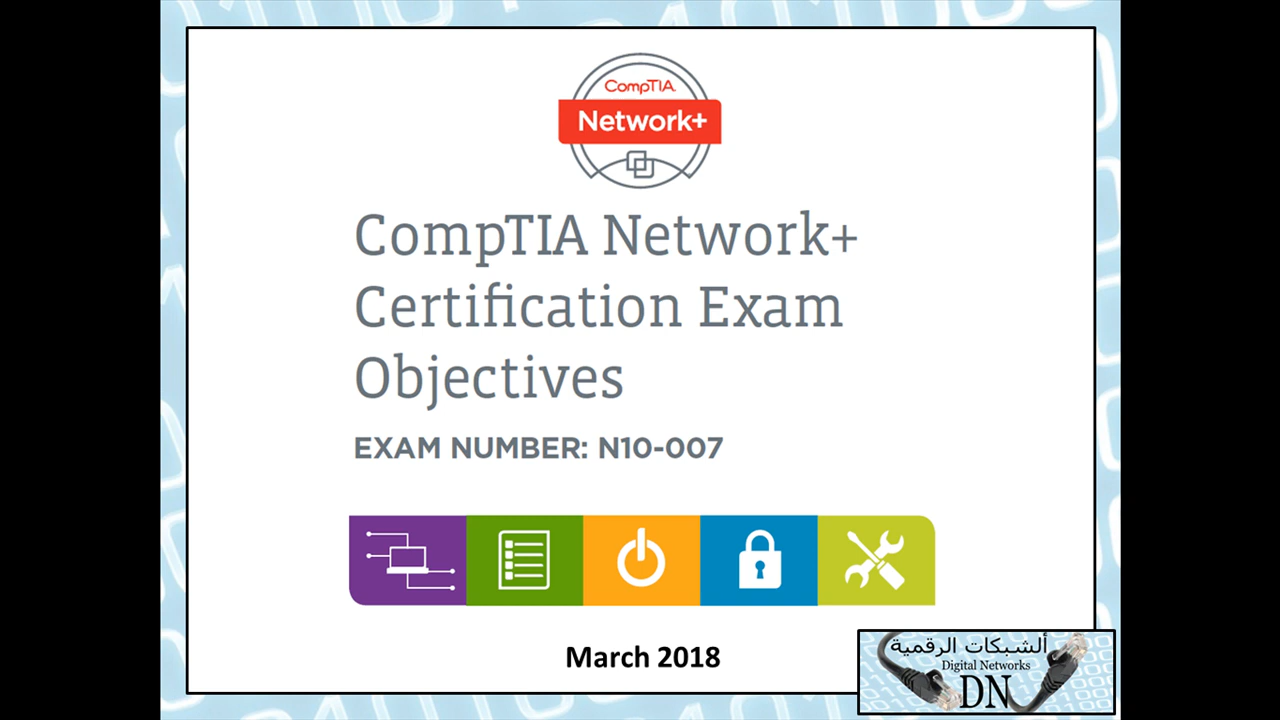 CompTIA.
Network+
CompTIA Network+
Certification Exam
Objectives
EXAM NUMBER: N10-007
March 2018
ألشبكات الرقمية
Digital Networks
DN